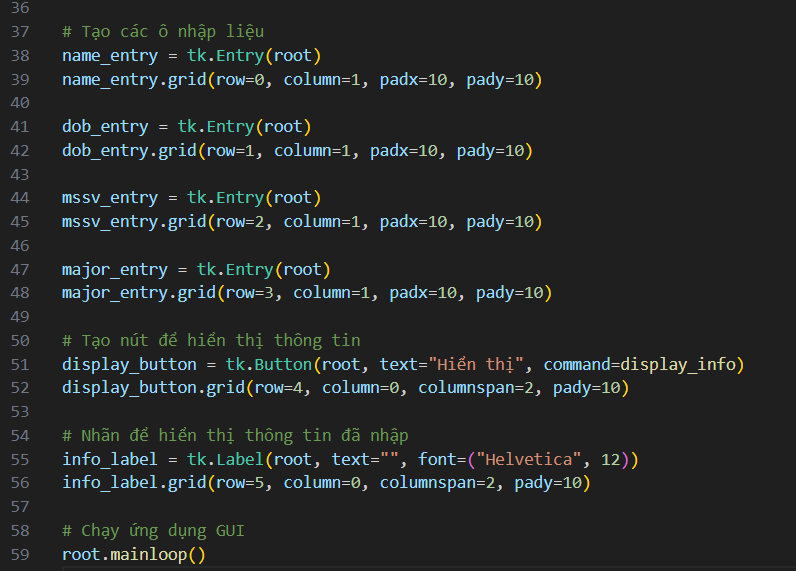 36
37 # Tạo các ô nhập liệu
38 name_entry = tk.Entry(root)
39 name_entry.grid(row=0, column=1, padx=10, pady=10)
40
41 dob_entry = tk.Entry(root)
42 dob_entry.grid(row=1, column=1, padx=10, pady=10)
43
44 mssv_entry = tk.Entry(root)
45 mssv_entry.grid(row=2, column=1, padx=10, pady=10)
46
47 major_entry = tk.Entry(root)
48 major_entry.grid(row=3, column=1, padx=10, pady=10)
49
50 # Tạo nút để hiển thị thông tin
51 display_button = tk.Button(root, text="Hiển thị", command=display_info)
52 display_button.grid(row=4, column=0, columnspan=2, pady=10)
53
54 # Nhãn để hiển thị thông tin đã nhập
55 info_label = tk.Label(root, text="", font=("Helvetica", 12))
56 info_label.grid(row=5, column=0, columnspan=2, pady=10)
57
58 # Chạy ứng dụng GUI
59 root.mainloop()